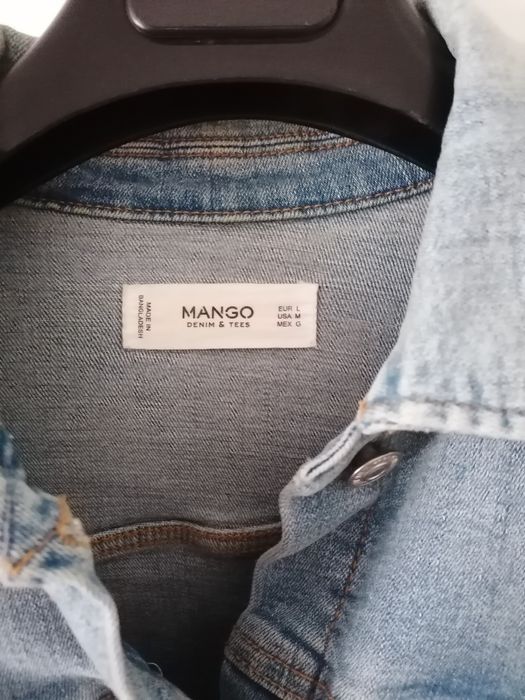 MADE IN
BANGLADESH
MANGO
DENIM & TEES
EUR L
USA M
MEX G